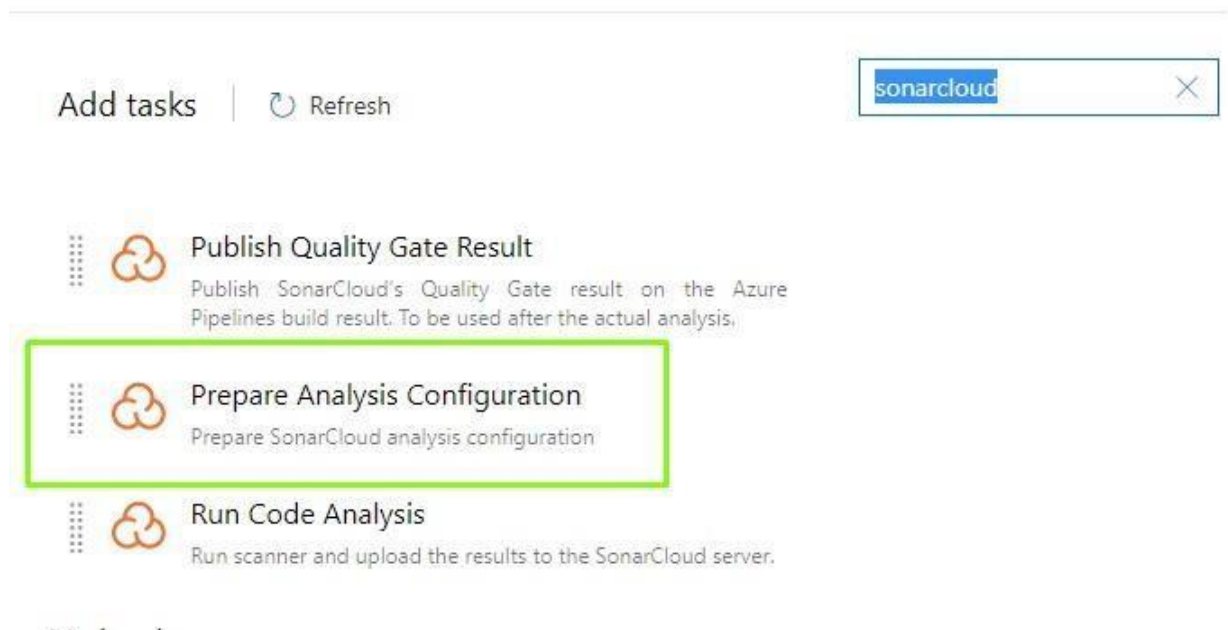 Add tasks
Refresh
sonarcloud
Publish Quality Gate Result
Publish SonarCloud's Quality Gate result on the Azure
Pipelines build result. To be used after the actual analysis.
Prepare Analysis Configuration
Prepare SonarCloud analysis configuration
Run Code Analysis
Run scanner and upload the results to the SonarCloud server.